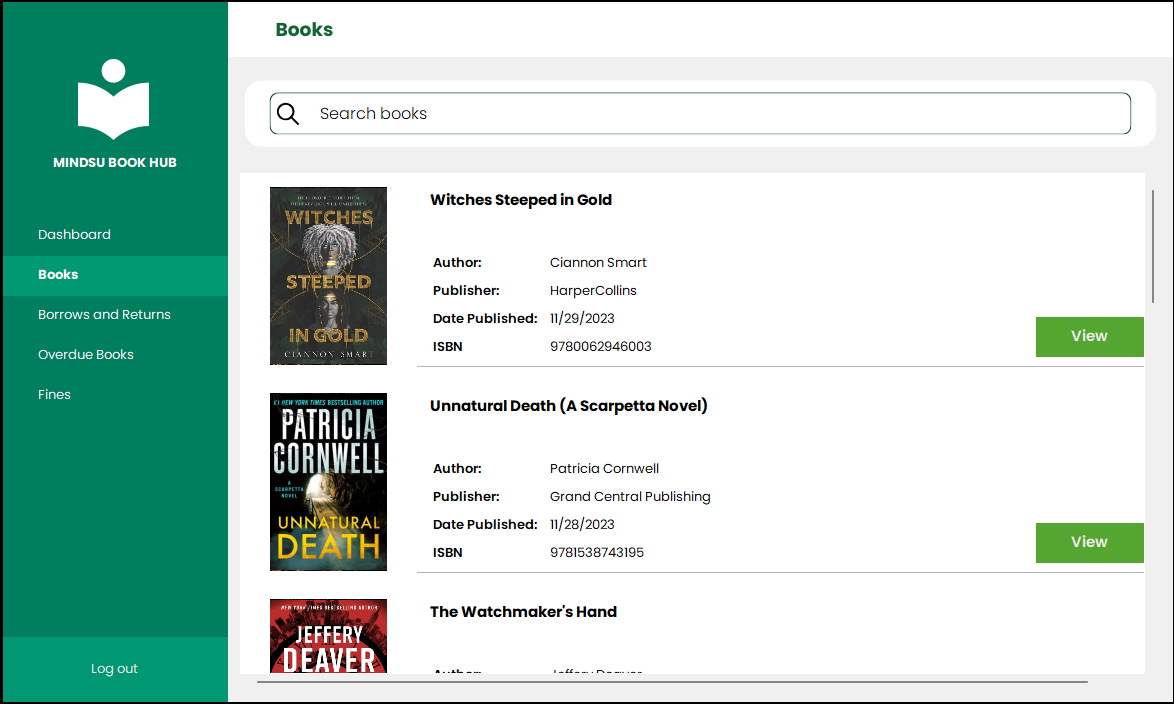 Books
MINDSU BOOK HUB
Dashboard
Books
Borrows and Returns
Overdue Books
Fines
Log out
Search books
WITCHES
STEEPED
IN GOLD
CIANNON SMART
Witches Steeped in Gold
Author: Ciannon Smart
Publisher: HarperCollins
Date Published: 11/29/2023
ISBN 9780062946003
View
#1 NEW YORK TIMES BESTSELLING AUTHOR
PATRICIA
CORNWELL
A
SCARPETTA
NOVEL
UNNATURAL
DEATH
Unnatural Death (A Scarpetta Novel)
Author: Patricia Cornwell
Publisher: Grand Central Publishing
Date Published: 11/28/2023
ISBN 9781538743195
View
NEW YORK TIMES BESTSELLING AUTHOR
JEFFERY
DEAVER
The Watchmaker's Hand
Author: Jeffery Deaver